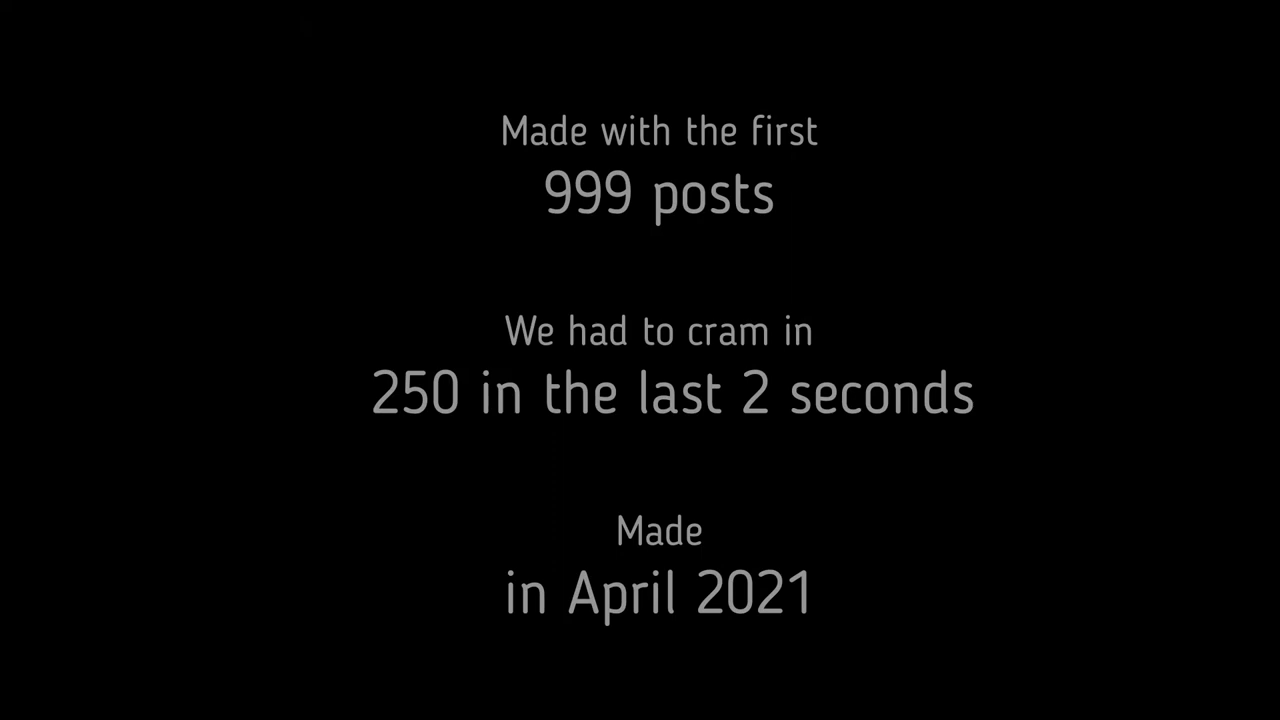 Made with the first
999 posts
We had to cram in
250 in the last 2 seconds
Made
in April 2021